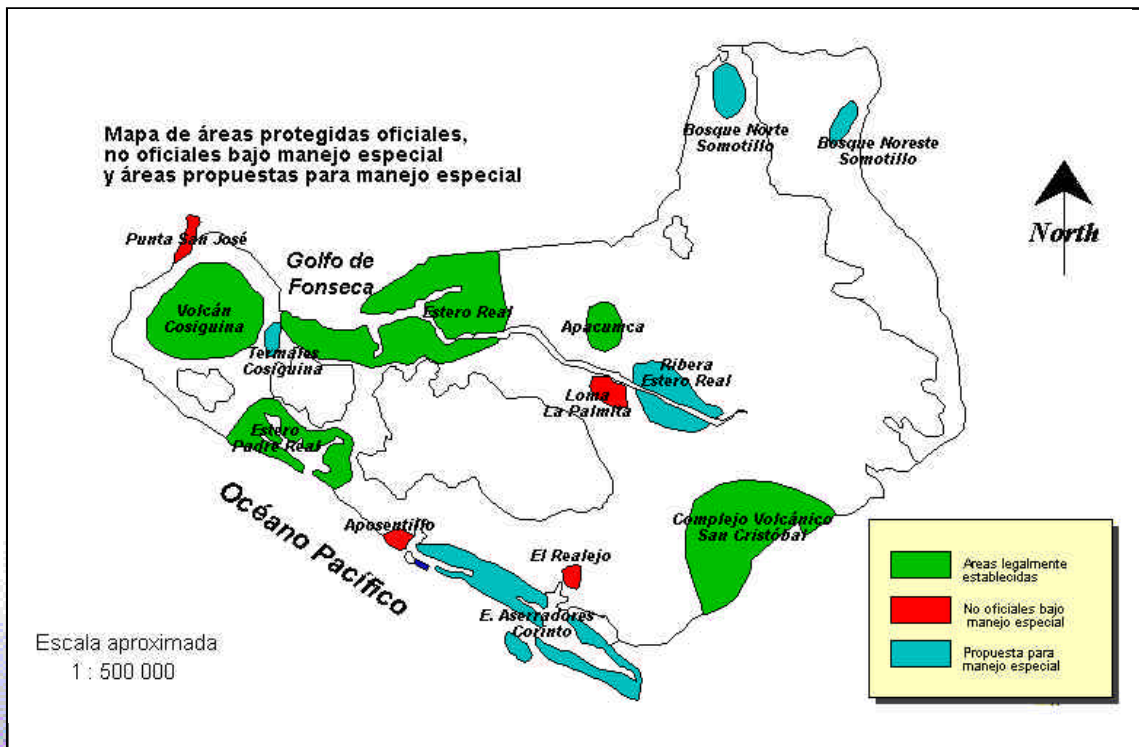 Mapa de áreas protegidas oficiales,
no oficiales bajo manejo especial
y áreas propuestas para manejo especial
Bosque Norte
Somotillo
Bosque Noreste
Somotillo
North
Punta San José
Golfo de
Fonseca
Volcán
Cosiguina
Estero Real
Apacumca
Termales
Cosiguina
Ribera
Estero Real
Loma
La Palmita
Estero
Padre Real
Océano Pacífico
Aposentillo
El Realejo
Complejo Volcánico
San Cristóbal
E. Aserradores
Corinto
Escala aproximada
1 : 500 000
Areas legalmente
establecidas
No oficiales bajo
manejo especial
Propuesta para
manejo especial